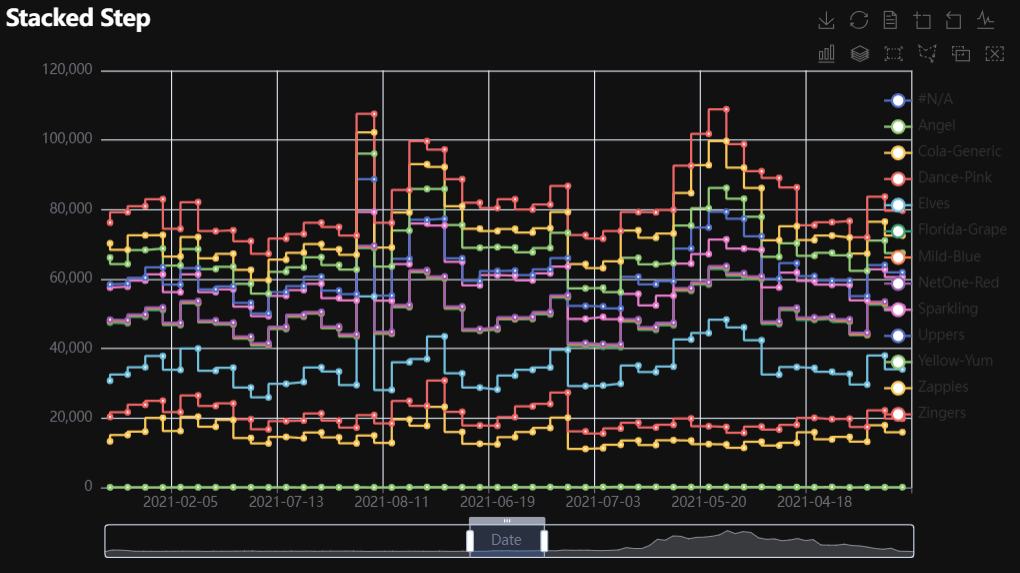 Stacked Step
120,000
100,000
80,000
60,000
40,000
20,000
0
2021-02-05 2021-07-13 2021-08-11 2021-06-19 2021-07-03 2021-05-20 2021-04-18
#N/A
Angel
Cola-Generic
Dance-Pink
Elves
Florida-Grape
Mild-Blue
NetOne-Red
Sparkling
Uppers
Yellow-Yum
Zapples
Zingers
Date